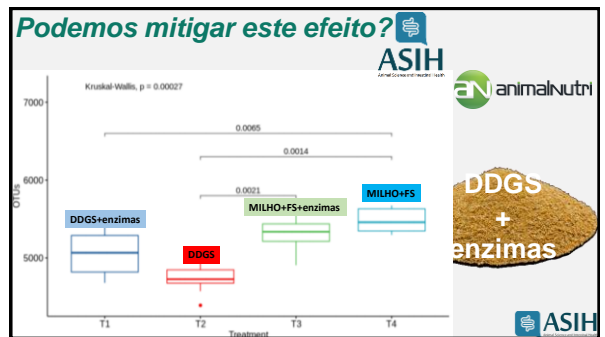 Podemos mitigar este efeito?
ASIH
Animal Science and Intestinal Health
animalnutri
an
Kruskal-Wallis, p = 0.00027
7000
0.0065
0.0014
6000
0.0021
MILHO+FS
MILHO+FS+enzimas
DDGS+enzimas
DDGS
5000
OTUs
T1
T2
T3
T4
Treatment
DDGS
+
enzimas
ASIH